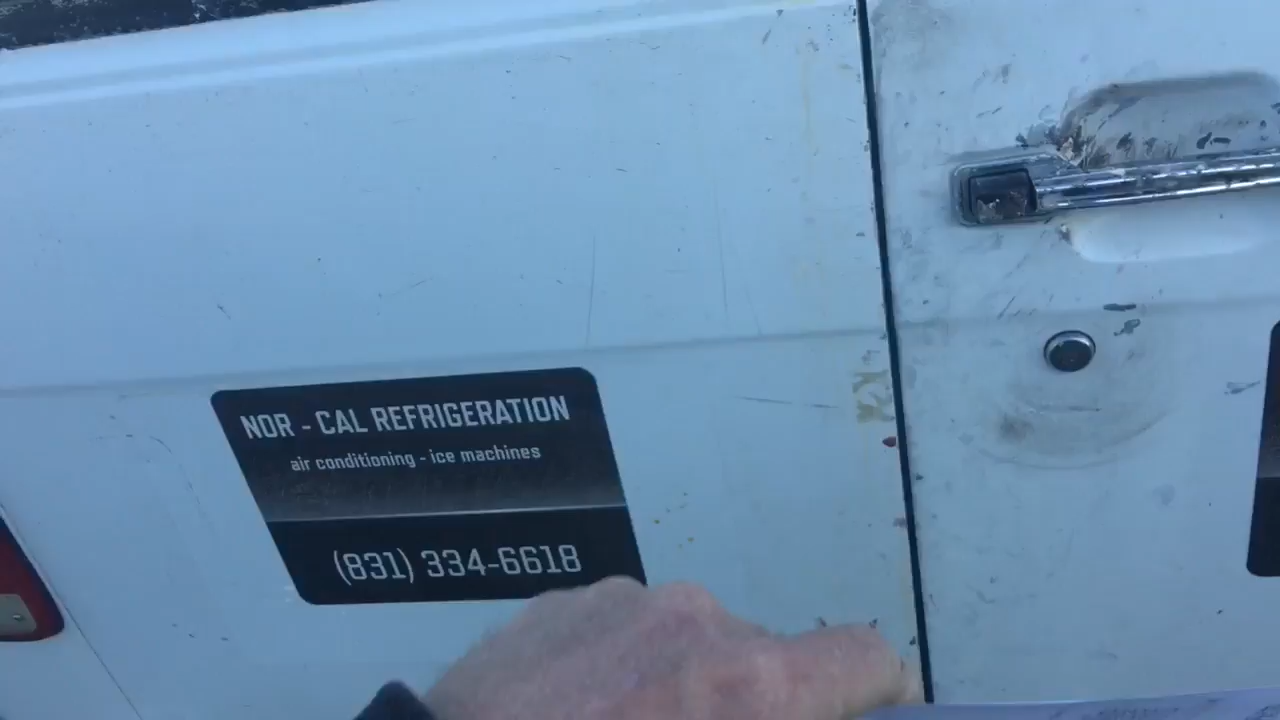 NOR - CAL REFRIGERATION
air conditioning - ice machines
(831) 334-6618